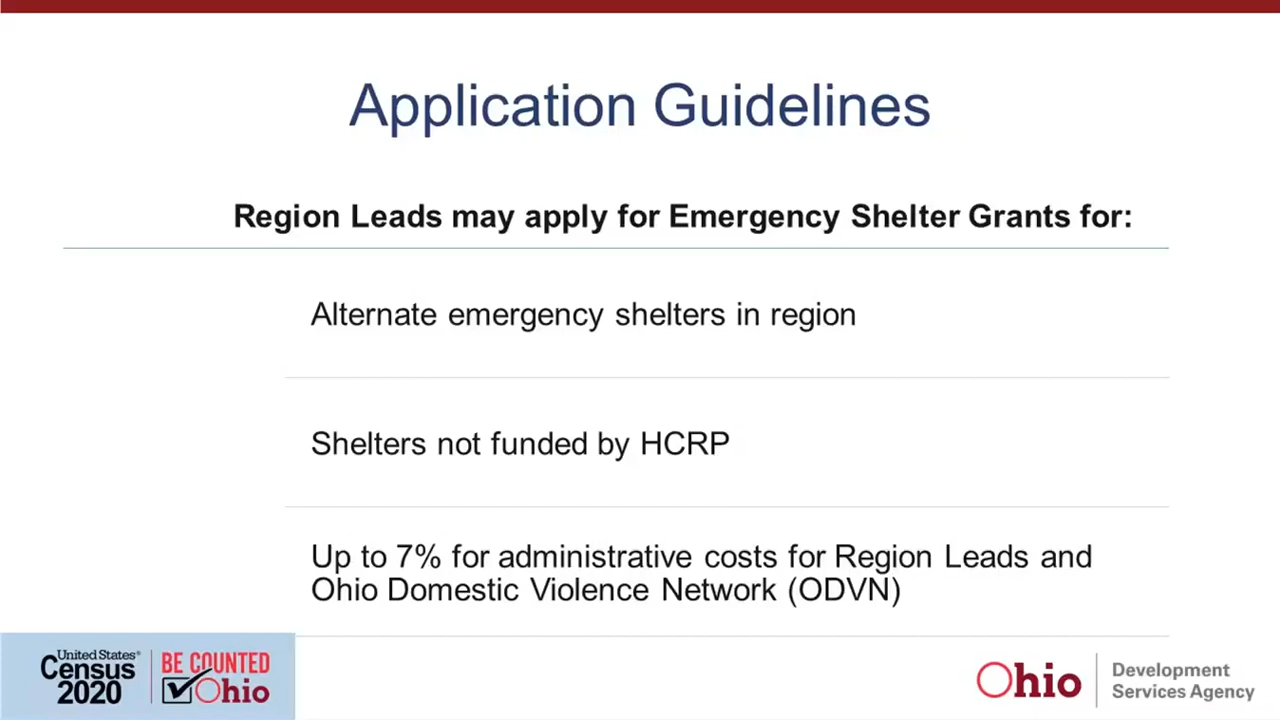 Application Guidelines
Region Leads may apply for Emergency Shelter Grants for:
Alternate emergency shelters in region
Shelters not funded by HCRP
Up to 7% for administrative costs for Region Leads and
Ohio Domestic Violence Network (ODVN)
United States®
Census
2020
BE COUNTED
Ohio
Ohio
Development
Services Agency